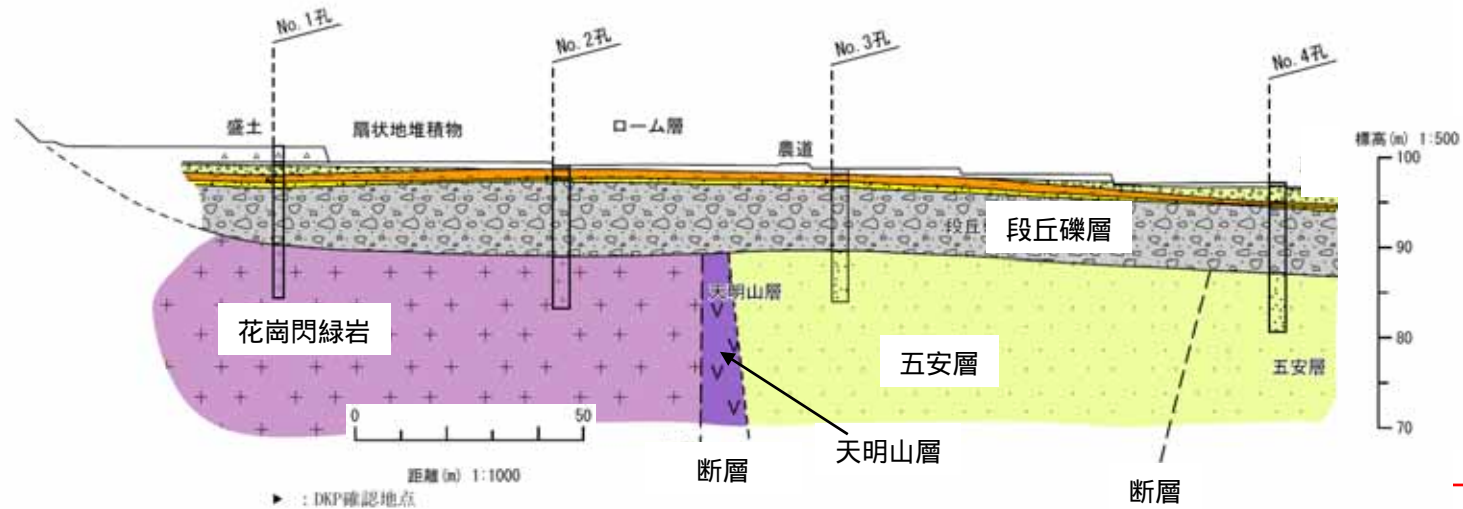 No. 1孔
No. 2孔
No. 3孔
No. 4孔
盛土
扇状地堆積物
ローム層
農道
標高(m) 1:500
100
90
80
70
段丘
段丘礫層
天明山層
花崗閃緑岩
五安層
五安層
0
50
天明山層
断層
断層
距離(m) 1:1000
▶ : DKP確認地点